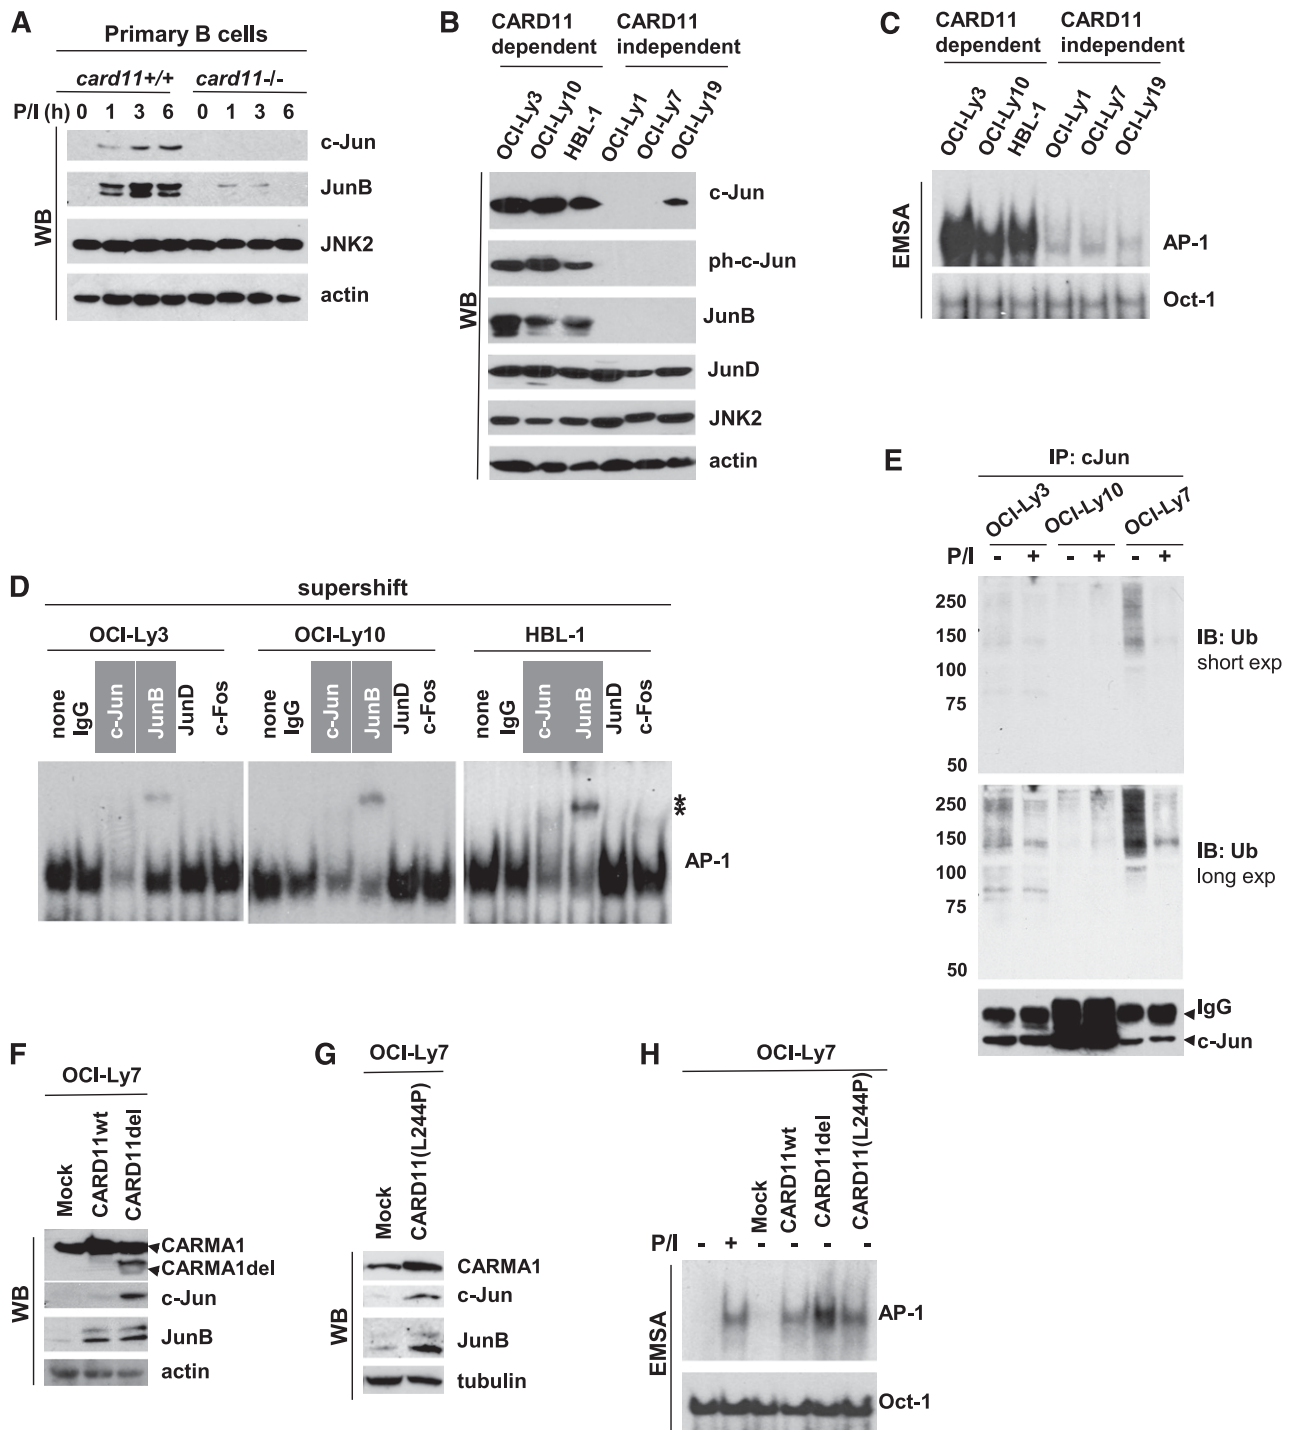 A
Primary B cells
card11+/+ card11-/-
P/I (h) 0 1 3 6 0 1 3 6
WB
c-Jun
JunB
JNK2
actin
B
CARD11 dependent
CARD11 independent
OCI-Ly3
OCI-Ly10
HBL-1
OCI-Ly1
OCI-Ly7
OCI-Ly19
WB
c-Jun
ph-c-Jun
JunB
JunD
JNK2
actin
C
CARD11 dependent
CARD11 independent
OCI-Ly3
OCI-Ly10
HBL-1
OCI-Ly1
OCI-Ly7
OCI-Ly19
EMSA
AP-1
Oct-1
D
supershift
OCI-Ly3
OCI-Ly10
HBL-1
none
IgG
c-Jun
JunB
JunD
c-Fos
none
IgG
c-Jun
JunB
JunD
c-Fos
none
IgG
c-Jun
JunB
JunD
c-Fos
*
*
AP-1
E
IP: cJun
OCI-Ly3
OCI-Ly10
OCI-Ly7
P/I - + - + - +
250
150
100
75
50
IB: Ub
short exp
250
150
100
75
50
IB: Ub
long exp
IgG
c-Jun
F
OCI-Ly7
Mock
CARD11wt
CARD11del
WB
CARMA1
CARMA1del
c-Jun
JunB
actin
G
OCI-Ly7
Mock
CARD11(L244P)
WB
CARMA1
c-Jun
JunB
tubulin
H
OCI-Ly7
Mock
CARD11wt
CARD11del
CARD11(L244P)
P/I - + - - - -
EMSA
AP-1
Oct-1